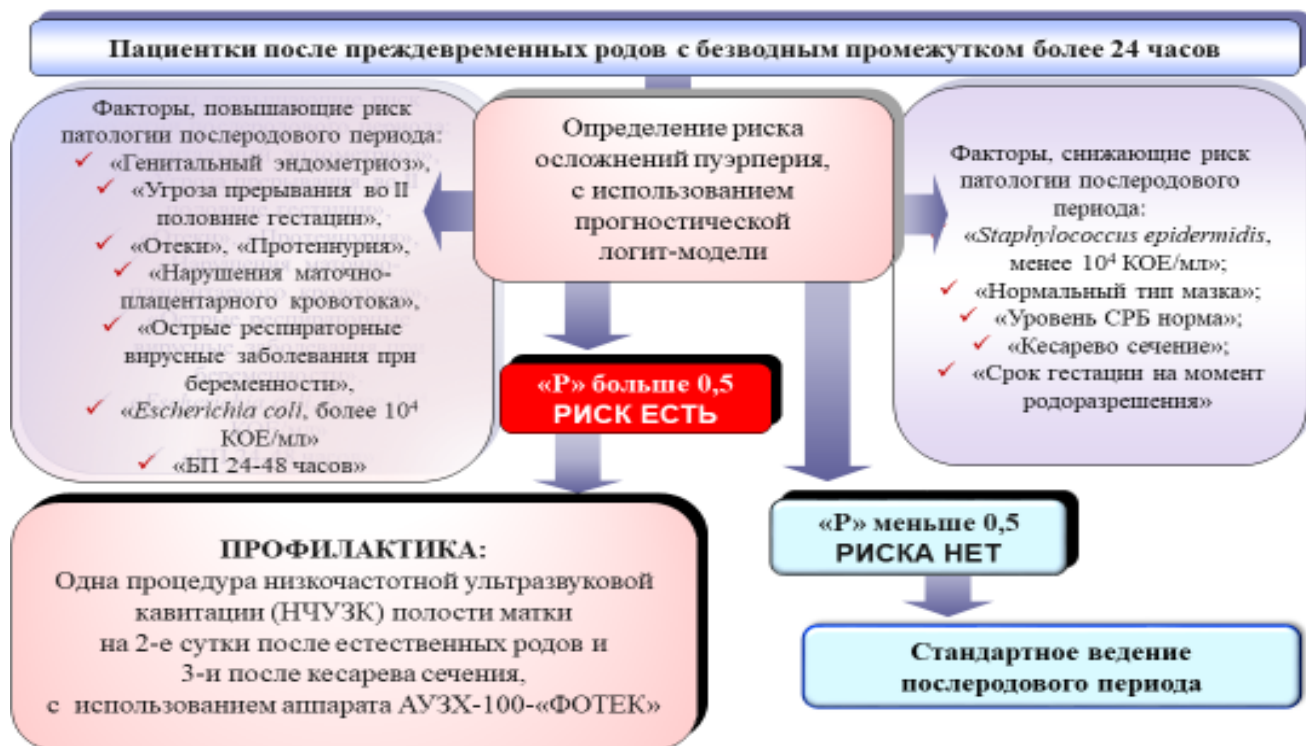 Пациентки после преждевременных родов с безводным промежутком более 24 часов
Факторы, повышающие риск
патологии послеродового периода:
✓ «Генитальный эндометриоз»,
✓ «Угроза прерывания во II
половине гестации»,
✓ «Отеки», «Протеинурия»,
✓ «Нарушения маточно-
плацентарного кровотока»,
✓ «Острые респираторные
вирусные заболевания при
беременности»,
✓ «Escherichia coli, более 10⁴
КОЕ/мл»
✓ «БП 24-48 часов»
Определение риска
осложнений пуэрперия,
с использованием
прогностической
логит-модели
Факторы, снижающие риск
патологии послеродового
периода:
«Staphylococcus epidermidis,
менее 10⁴ КОЕ/мл»;
✓ «Нормальный тип мазка»;
✓ «Уровень СРБ норма»;
✓ «Кесарево сечение»;
✓ «Срок гестации на момент
родоразрешения»
«Р» больше 0,5
РИСК ЕСТЬ
«Р» меньше 0,5
РИСКА НЕТ
ПРОФИЛАКТИКА:
Одна процедура низкочастотной ультразвуковой
кавитации (НЧУЗК) полости матки
на 2-е сутки после естественных родов и
3-и после кесарева сечения,
с использованием аппарата АУЗХ-100-«ФОТЕК»
Стандартное ведение
послеродового периода